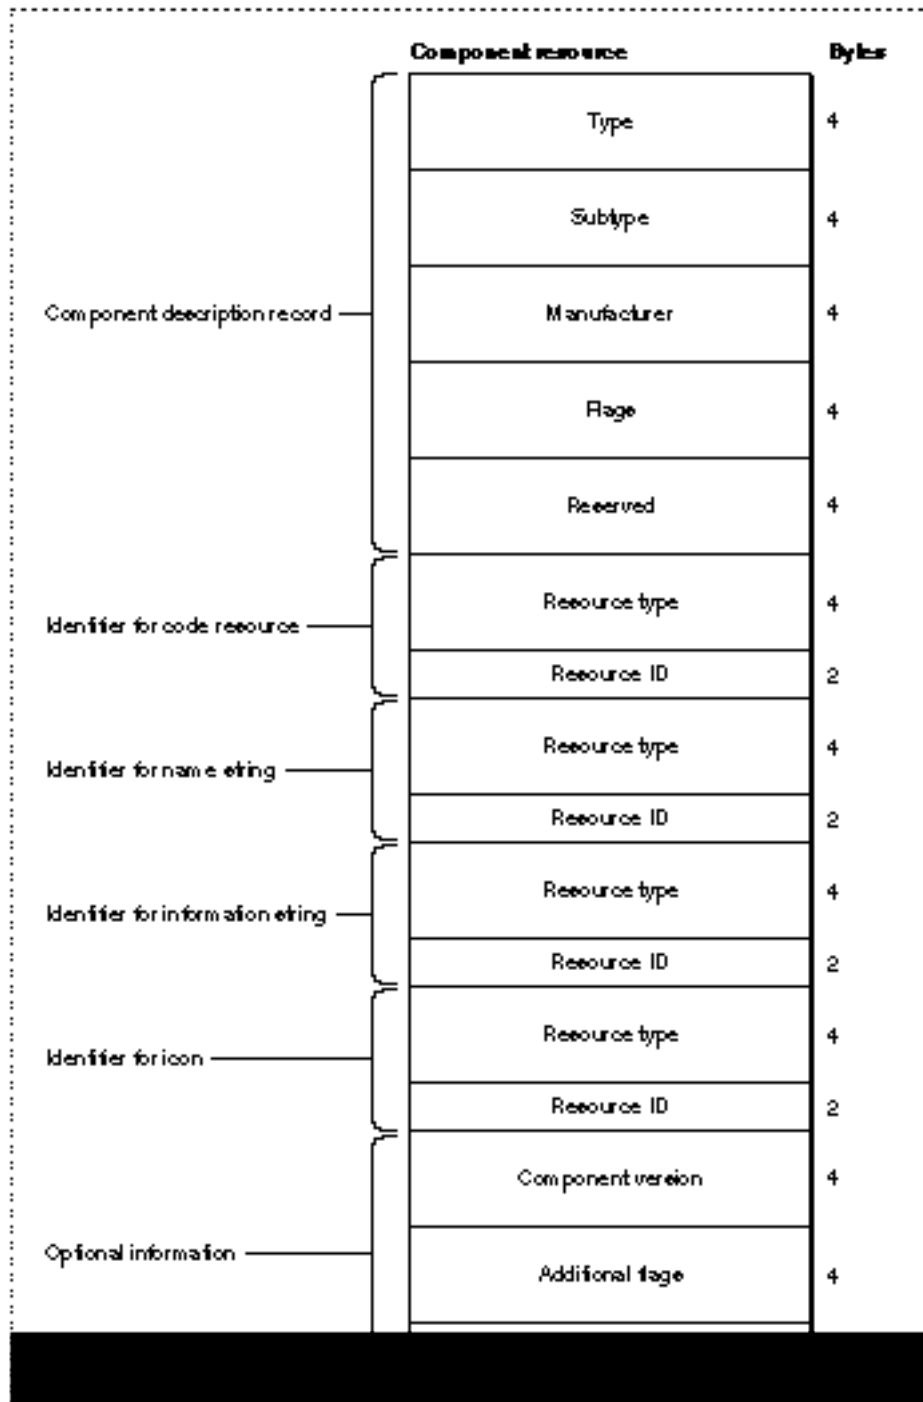 Component resource Bytes
Type 4
Subtype 4
Component description record Manufacturer 4
Flags 4
Reserved 4
Resource type 4
Identifier for code resource
Resource ID 2
Resource type 4
Identifier for name string
Resource ID 2
Resource type 4
Identifier for information string
Resource ID 2
Resource type 4
Identifier for icon
Resource ID 2
Component version 4
Optional information
Additional flags 4